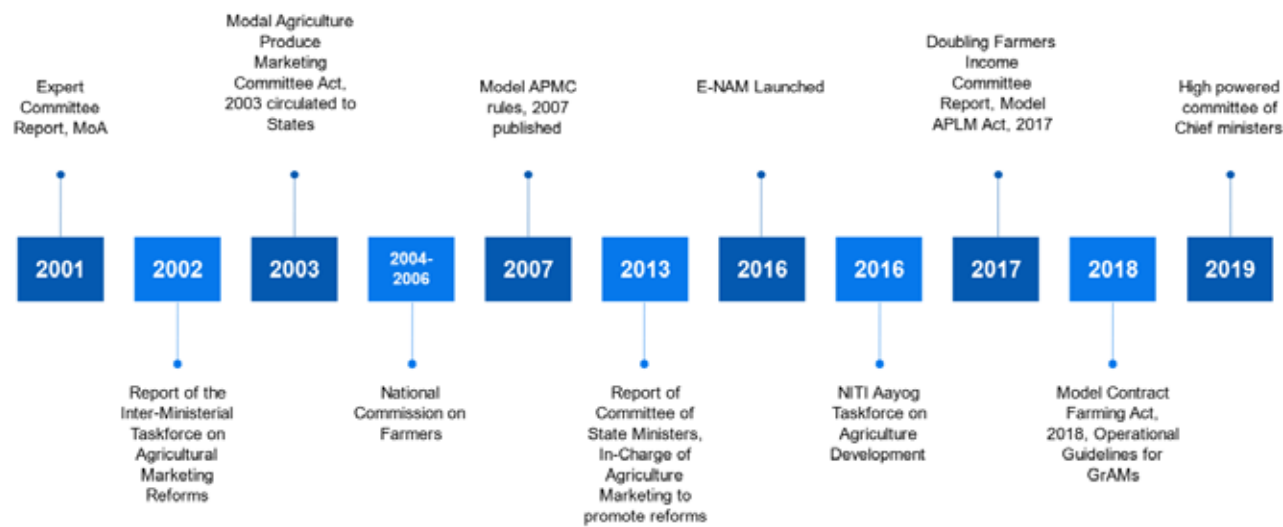 Expert
Committee
Report, MoA
Modal Agriculture
Produce
Marketing
Committee Act,
2003 circulated to
States
Model APMC
rules, 2007
published
E-NAM Launched
Doubling Farmers
Income
Committee
Report, Model
APLM Act, 2017
High powered
committee of
Chief ministers
2001
2002
2003
2004-
2006
2007
2013
2016
2016
2017
2018
2019
Report of the
Inter-Ministerial
Taskforce on
Agricultural
Marketing
Reforms
National
Commission on
Farmers
Report of
Committee of
State Ministers,
In-Charge of
Agriculture
Marketing to
promote reforms
NITI Aayog
Taskforce on
Agriculture
Development
Model Contract
Farming Act,
2018, Operational
Guidelines for
GrAMs